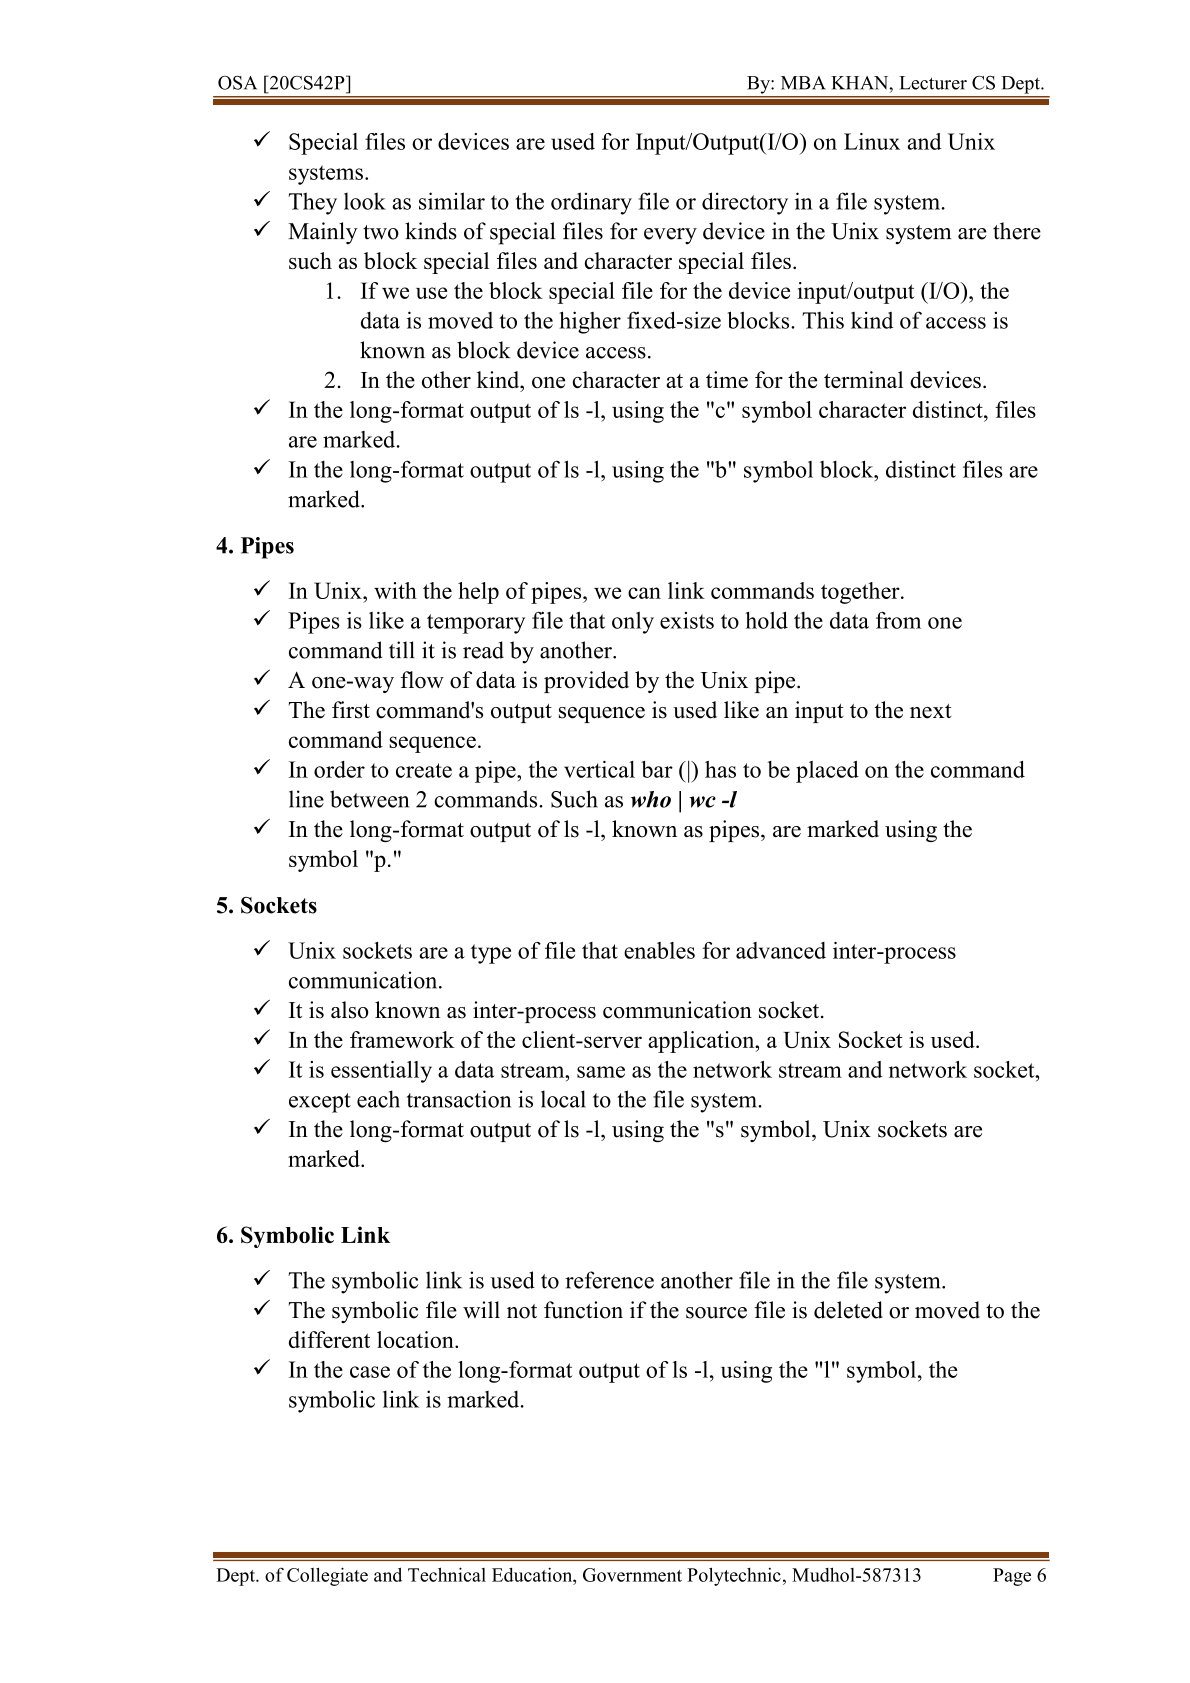 OSA [20CS42P] By: MBA KHAN, Lecturer CS Dept.
✓ Special files or devices are used for Input/Output(I/O) on Linux and Unix
systems.
✓ They look as similar to the ordinary file or directory in a file system.
✓ Mainly two kinds of special files for every device in the Unix system are there
such as block special files and character special files.
1. If we use the block special file for the device input/output (I/O), the
data is moved to the higher fixed-size blocks. This kind of access is
known as block device access.
2. In the other kind, one character at a time for the terminal devices.
✓ In the long-format output of ls -l, using the "c" symbol character distinct, files
are marked.
✓ In the long-format output of ls -l, using the "b" symbol block, distinct files are
marked.
4. Pipes
✓ In Unix, with the help of pipes, we can link commands together.
✓ Pipes is like a temporary file that only exists to hold the data from one
command till it is read by another.
✓ A one-way flow of data is provided by the Unix pipe.
✓ The first command's output sequence is used like an input to the next
command sequence.
✓ In order to create a pipe, the vertical bar (|) has to be placed on the command
line between 2 commands. Such as who | wc -l
✓ In the long-format output of ls -l, known as pipes, are marked using the
symbol "p."
5. Sockets
✓ Unix sockets are a type of file that enables for advanced inter-process
communication.
✓ It is also known as inter-process communication socket.
✓ In the framework of the client-server application, a Unix Socket is used.
✓ It is essentially a data stream, same as the network stream and network socket,
except each transaction is local to the file system.
✓ In the long-format output of ls -l, using the "s" symbol, Unix sockets are
marked.
6. Symbolic Link
✓ The symbolic link is used to reference another file in the file system.
✓ The symbolic file will not function if the source file is deleted or moved to the
different location.
✓ In the case of the long-format output of ls -l, using the "l" symbol, the
symbolic link is marked.
Dept. of Collegiate and Technical Education, Government Polytechnic, Mudhol-587313 Page 6